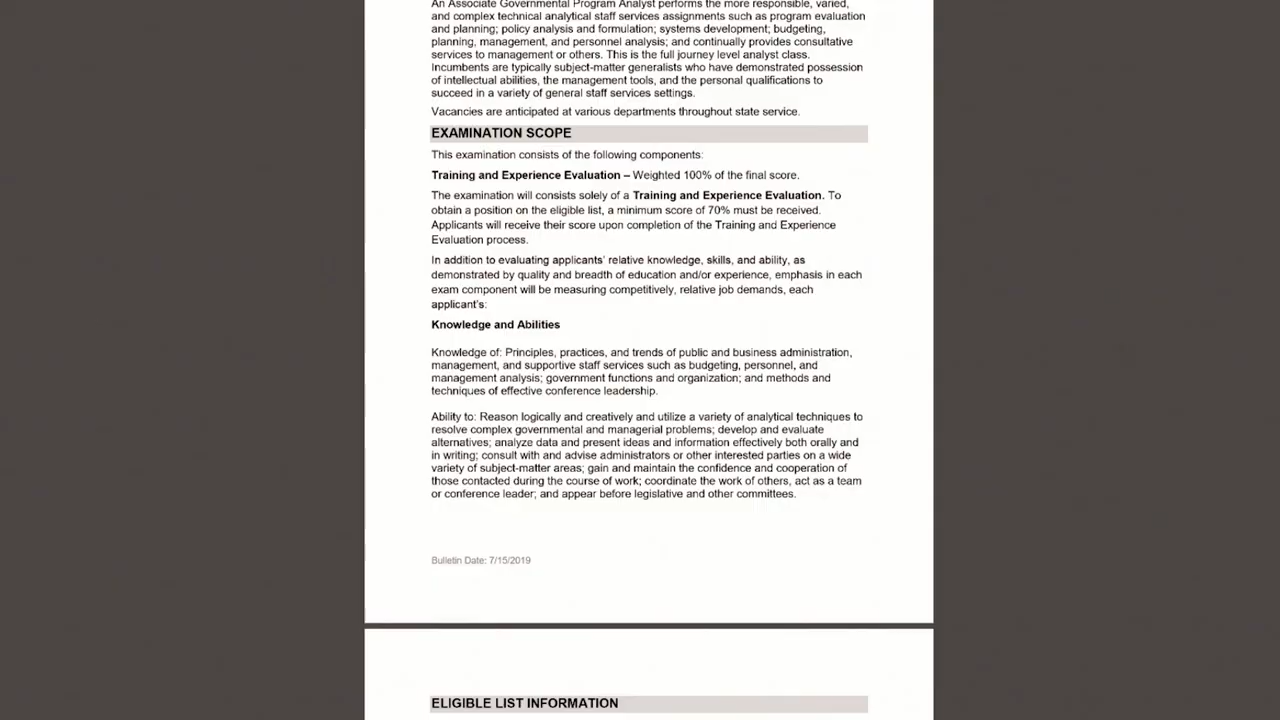 An Associate Governmental Program Analyst performs the more responsible, varied,
and complex technical analytical staff services assignments such as program evaluation
and planning; policy analysis and formulation; systems development; budgeting,
planning, management, and personnel analysis; and continually provides consultative
services to management or others. This is the full journey level analyst class.
Incumbents are typically subject-matter generalists who have demonstrated possession
of intellectual abilities, the management tools, and the personal qualifications to
succeed in a variety of general staff services settings.
Vacancies are anticipated at various departments throughout state service.
EXAMINATION SCOPE
This examination consists of the following components:
Training and Experience Evaluation – Weighted 100% of the final score.
The examination will consists solely of a Training and Experience Evaluation. To
obtain a position on the eligible list, a minimum score of 70% must be received.
Applicants will receive their score upon completion of the Training and Experience
Evaluation process.
In addition to evaluating applicants' relative knowledge, skills, and ability, as
demonstrated by quality and breadth of education and/or experience, emphasis in each
exam component will be measuring competitively, relative job demands, each
applicant's:
Knowledge and Abilities
Knowledge of: Principles, practices, and trends of public and business administration,
management, and supportive staff services such as budgeting, personnel, and
management analysis; government functions and organization; and methods and
techniques of effective conference leadership.
Ability to: Reason logically and creatively and utilize a variety of analytical techniques to
resolve complex governmental and managerial problems; develop and evaluate
alternatives; analyze data and present ideas and information effectively both orally and
in writing; consult with and advise administrators or other interested parties on a wide
variety of subject-matter areas; gain and maintain the confidence and cooperation of
those contacted during the course of work; coordinate the work of others, act as a team
or conference leader; and appear before legislative and other committees.
Bulletin Date: 7/15/2019
ELIGIBLE LIST INFORMATION